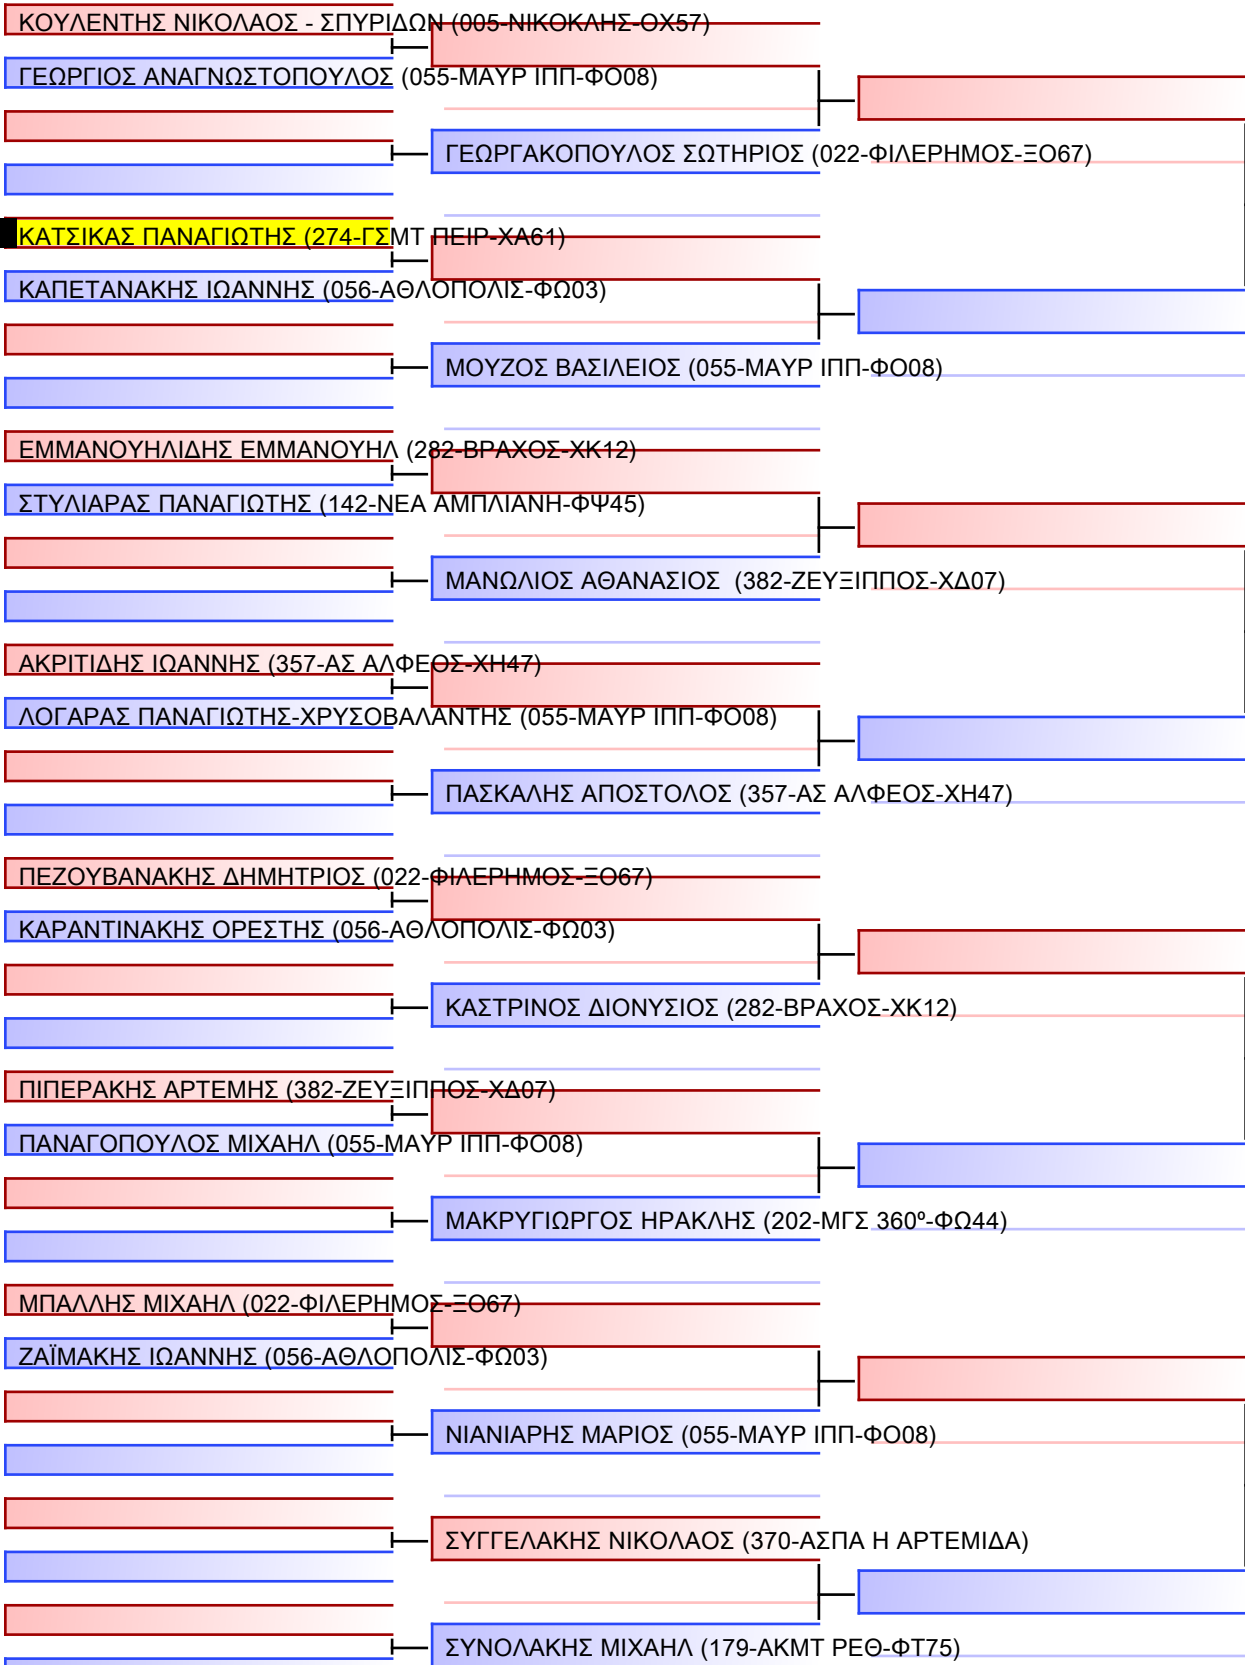 ΚΟΥΛΕΝΤΗΣ ΝΙΚΟΛΑΟΣ - ΣΠΥΡΙΔΩΝ (005-ΝΙΚΟΚΛΗΣ-ΟΧ57)
ΓΕΩΡΓΙΟΣ ΑΝΑΓΝΩΣΤΟΠΟΥΛΟΣ (055-ΜΑΥΡ ΙΠΠ-ΦΟ08)
ΓΕΩΡΓΑΚΟΠΟΥΛΟΣ ΣΩΤΗΡΙΟΣ (022-ΦΙΛΕΡΗΜΟΣ-ΞΟ67)
ΚΑΤΣΙΚΑΣ ΠΑΝΑΓΙΩΤΗΣ (274-ΓΣΜΤ ΠΕΙΡ-ΧΑ61)
ΚΑΠΕΤΑΝΑΚΗΣ ΙΩΑΝΝΗΣ (056-ΑΘΛΟΠΟΛΙΣ-ΦΩ03)
ΜΟΥΖΟΣ ΒΑΣΙΛΕΙΟΣ (055-ΜΑΥΡ ΙΠΠ-ΦΟ08)
ΕΜΜΑΝΟΥΗΛΙΔΗΣ ΕΜΜΑΝΟΥΗΛ (282-ΒΡΑΧΟΣ-ΧΚ12)
ΣΤΥΛΙΑΡΑΣ ΠΑΝΑΓΙΩΤΗΣ (142-ΝΕΑ ΑΜΠΛΙΑΝΗ-ΦΨ45)
ΜΑΝΩΛΙΟΣ ΑΘΑΝΑΣΙΟΣ  (382-ΖΕΥΞΙΠΠΟΣ-ΧΔ07)
ΑΚΡΙΤΙΔΗΣ ΙΩΑΝΝΗΣ (357-ΑΣ ΑΛΦΕΟΣ-ΧΗ47)
ΛΟΓΑΡΑΣ ΠΑΝΑΓΙΩΤΗΣ-ΧΡΥΣΟΒΑΛΑΝΤΗΣ (055-ΜΑΥΡ ΙΠΠ-ΦΟ08)
ΠΑΣΚΑΛΗΣ ΑΠΟΣΤΟΛΟΣ (357-ΑΣ ΑΛΦΕΟΣ-ΧΗ47)
ΠΕΖΟΥΒΑΝΑΚΗΣ ΔΗΜΗΤΡΙΟΣ (022-ΦΙΛΕΡΗΜΟΣ-ΞΟ67)
ΚΑΡΑΝΤΙΝΑΚΗΣ ΟΡΕΣΤΗΣ (056-ΑΘΛΟΠΟΛΙΣ-ΦΩ03)
ΚΑΣΤΡΙΝΟΣ ΔΙΟΝΥΣΙΟΣ (282-ΒΡΑΧΟΣ-ΧΚ12)
ΠΙΠΕΡΑΚΗΣ ΑΡΤΕΜΗΣ (382-ΖΕΥΞΙΠΠΟΣ-ΧΔ07)
ΠΑΝΑΓΟΠΟΥΛΟΣ ΜΙΧΑΗΛ (055-ΜΑΥΡ ΙΠΠ-ΦΟ08)
ΜΑΚΡΥΓΙΩΡΓΟΣ ΗΡΑΚΛΗΣ (202-ΜΓΣ 360º-ΦΩ44)
ΜΠΑΛΛΗΣ ΜΙΧΑΗΛ (022-ΦΙΛΕΡΗΜΟΣ-ΞΟ67)
ΖΑΪΜΑΚΗΣ ΙΩΑΝΝΗΣ (056-ΑΘΛΟΠΟΛΙΣ-ΦΩ03)
ΝΙΑΝΙΑΡΗΣ ΜΑΡΙΟΣ (055-ΜΑΥΡ ΙΠΠ-ΦΟ08)
ΣΥΓΓΕΛΑΚΗΣ ΝΙΚΟΛΑΟΣ (370-ΑΣΠΑ Η ΑΡΤΕΜΙΔΑ)
ΣΥΝΟΛΑΚΗΣ ΜΙΧΑΗΛ (179-ΑΚΜΤ ΡΕΘ-ΦΤ75)